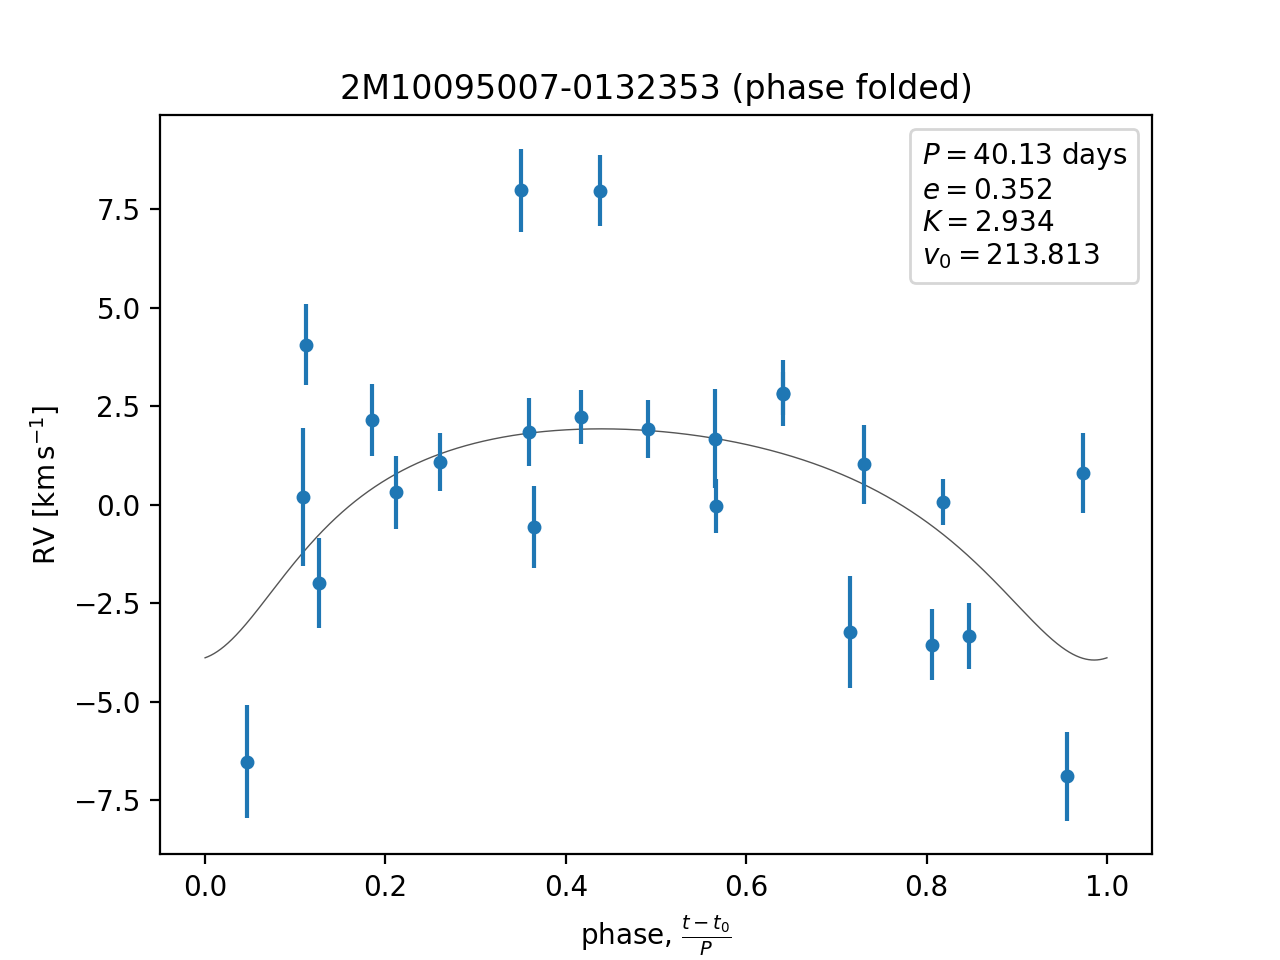 2M10095007-0132353 (phase folded)
P = 40.13 days
e = 0.352
K = 2.934
v₀ = 213.813
7.5
5.0
2.5
0.0
−2.5
−5.0
−7.5
RV [km s⁻¹]
0.0 0.2 0.4 0.6 0.8 1.0
phase, (t − t₀)/P